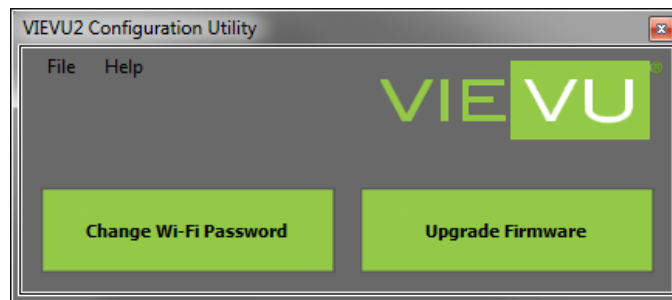 VIEVU2 Configuration Utility
File Help
VIEVU®
Change Wi-Fi Password Upgrade Firmware